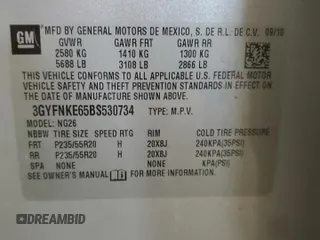 GM
MFD BY GENERAL MOTORS DE MEXICO, S. DE R.L. DE C.V. 09/10
GVWR GAWR FRT GAWR RR
2580 KG 1410 KG 1300 KG
5688 LB 3108 LB 2866 LB
THIS VEHICLE CONFORMS TO ALL APPLICABLE U.S. FEDERAL
VEHICLE SAFETY AND THEFT PREVENTION STANDARDS
IN EFFECT ON THE DATE OF MANUFACTURE SHOWN ABOVE.
3GYFNKE65BS530734 TYPE: M.P.V.
MODEL: NG26
NBBW TIRE SIZE SPEED RTG RIM COLD TIRE PRESSURE
FRT P235/55R20 H 20X8J 240KPA(35PSI)
RR P235/55R20 H 20X8J 240KPA(35PSI)
SPA NONE NONE KPA(PSI)
SEE OWNER'S MANUAL FOR
DREAMBID